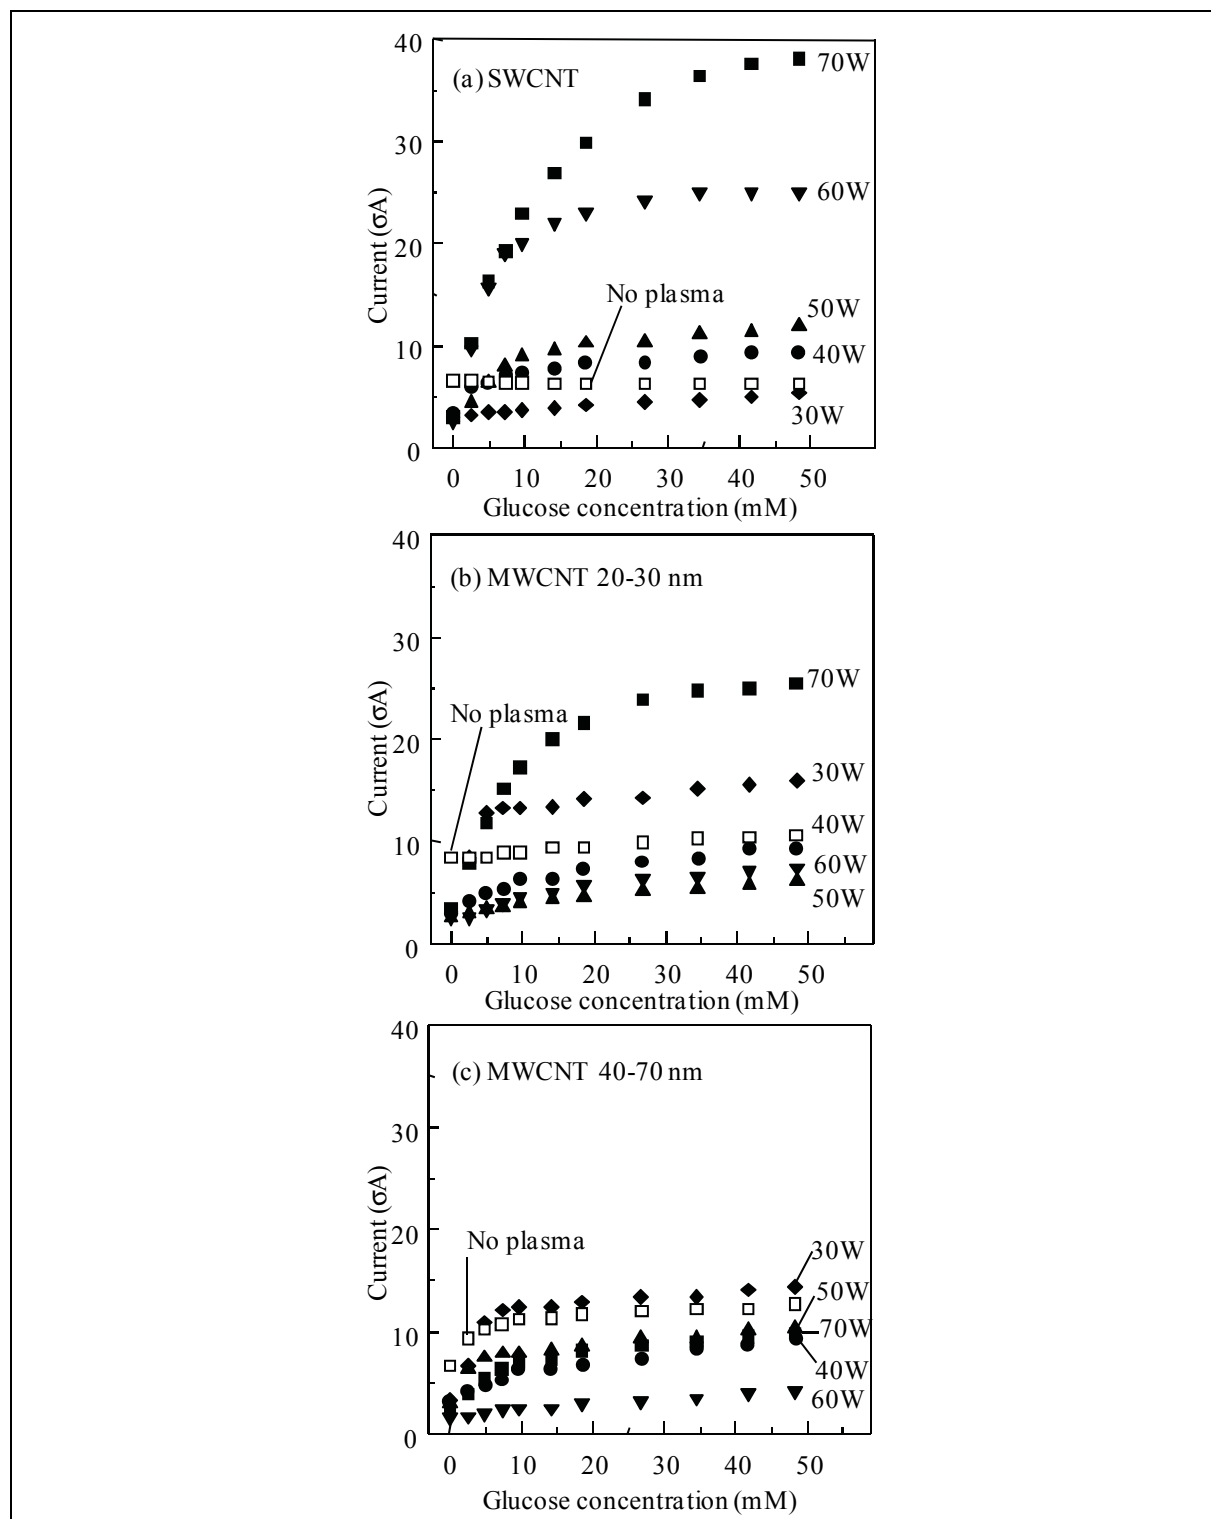 40
(a) SWCNT
70W
30
Current (σA)
60W
20
No plasma
50W
10
40W
30W
0
0 10 20 30 40 50
Glucose concentration (mM)
40
(b) MWCNT 20-30 nm
30
70W
Current (σA)
No plasma
20
30W
40W
10
60W
50W
0
0 10 20 30 40 50
Glucose concentration (mM)
40
(c) MWCNT 40-70 nm
30
Current (σA)
20
No plasma
30W
50W
10
70W
40W
60W
0
0 10 20 30 40 50
Glucose concentration (mM)